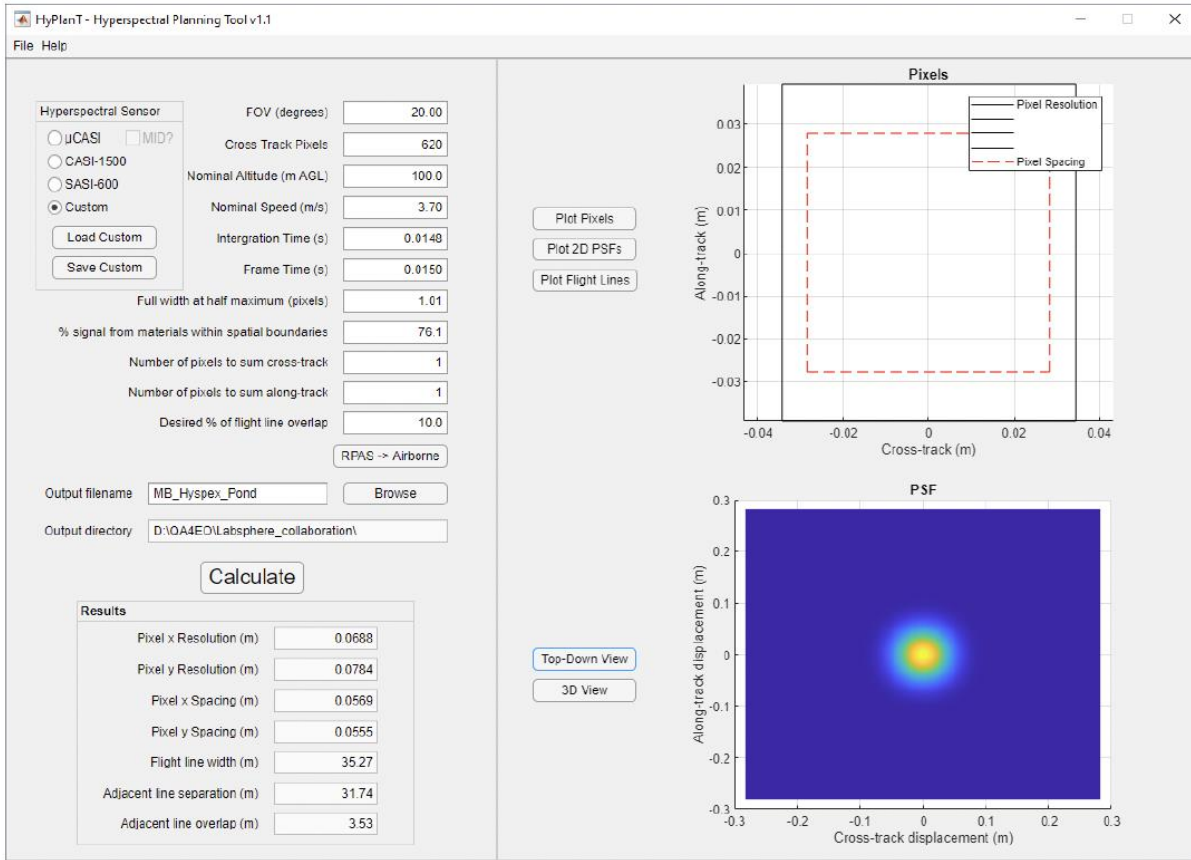 HyPlanT - Hyperspectral Planning Tool v1.1
File Help
Hyperspectral Sensor
µCASI
MID?
CASI-1500
SASI-600
Custom
Load Custom
Save Custom
FOV (degrees) 20.00
Cross Track Pixels 620
Nominal Altitude (m AGL) 100.0
Nominal Speed (m/s) 3.70
Intergration Time (s) 0.0148
Frame Time (s) 0.0150
Full width at half maximum (pixels) 1.01
% signal from materials within spatial boundaries 76.1
Number of pixels to sum cross-track 1
Number of pixels to sum along-track 1
Desired % of flight line overlap 10.0
RPAS -> Airborne
Output filename MB_Hyspex_Pond Browse
Output directory D:\QA4EO\Labsphere_collaboration\
Calculate
Results
Pixel x Resolution (m) 0.0688
Pixel y Resolution (m) 0.0784
Pixel x Spacing (m) 0.0569
Pixel y Spacing (m) 0.0555
Flight line width (m) 35.27
Adjacent line separation (m) 31.74
Adjacent line overlap (m) 3.53
Plot Pixels
Plot 2D PSFs
Plot Flight Lines
Top-Down View
3D View
Pixels
Pixel Resolution
Pixel Spacing
Along-track (m)
0.03
0.02
0.01
0
-0.01
-0.02
-0.03
-0.04 -0.02 0 0.02 0.04
Cross-track (m)
PSF
Along-track displacement (m)
0.3
0.2
0.1
0
-0.1
-0.2
-0.3
-0.3 -0.2 -0.1 0 0.1 0.2 0.3
Cross-track displacement (m)